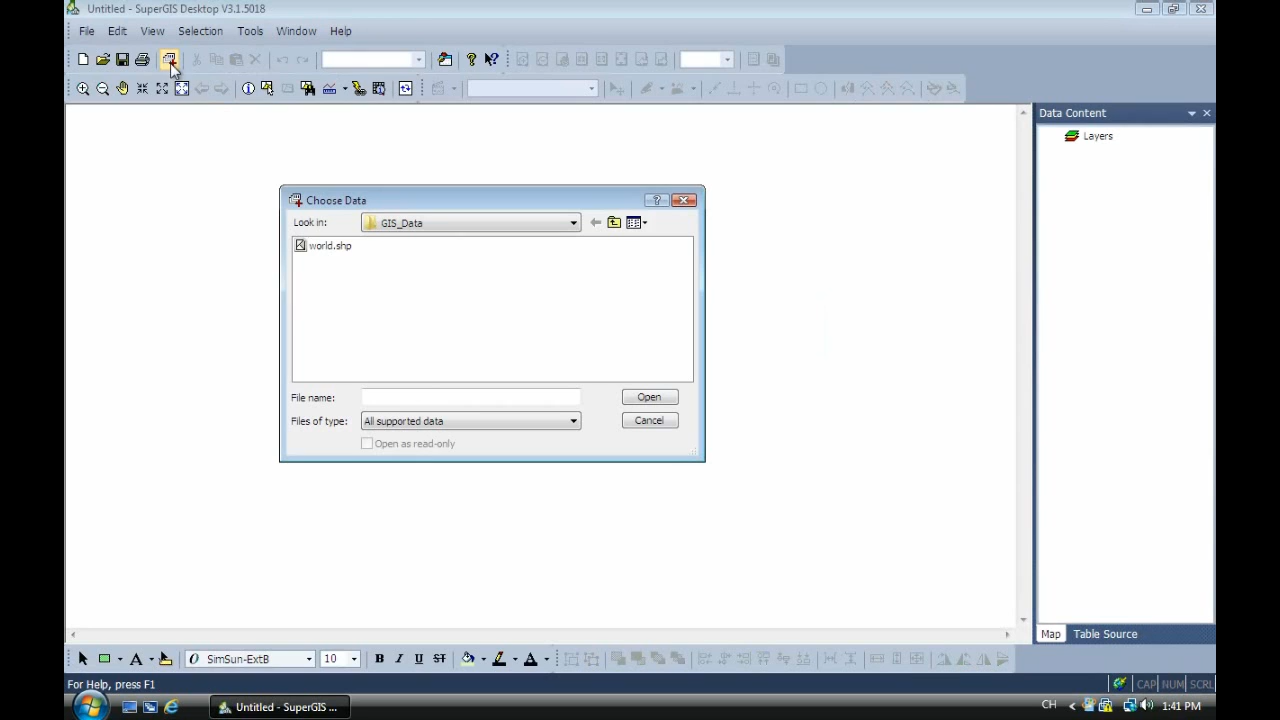 Untitled - SuperGIS Desktop V3.1.5018
File Edit View Selection Tools Window Help
Data Content
Layers
Choose Data
Look in: GIS_Data
world.shp
File name: Open
Files of type: All supported data Cancel
Open as read-only
Map Table Source
SimSun-ExtB 10 B I U ST
For Help, press F1 CAP NUM SCRL
Untitled - SuperGIS ... CH 1:41 PM